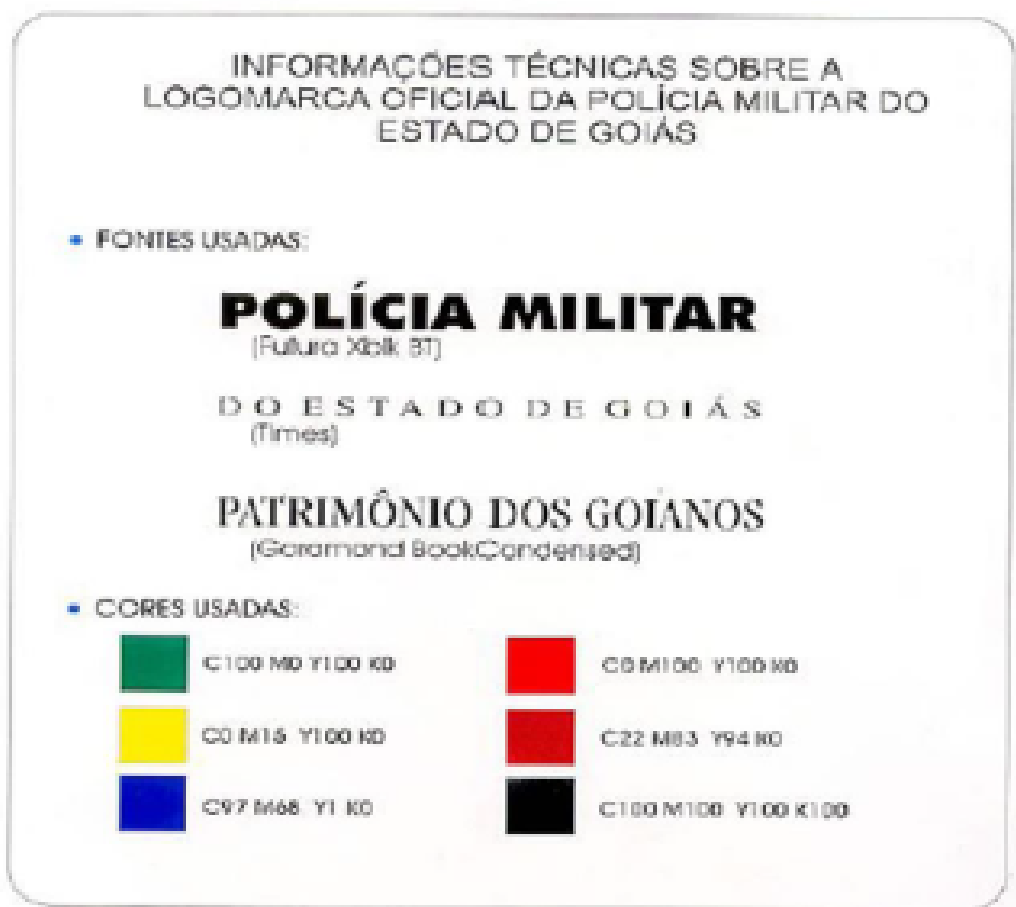 INFORMAÇÕES TÉCNICAS SOBRE A
LOGOMARCA OFICIAL DA POLÍCIA MILITAR DO
ESTADO DE GOIÁS
• FONTES USADAS:
POLÍCIA MILITAR
(Futura Xblk BT)
DO ESTADO DE GOIÁS
(Times)
PATRIMÔNIO DOS GOIANOS
(Garamond BookCondensed)
• CORES USADAS:
C100 M0 Y100 K0
C0 M100 Y100 K0
C0 M15 Y100 K0
C22 M83 Y94 K0
C97 M68 Y1 K0
C100 M100 Y100 K100